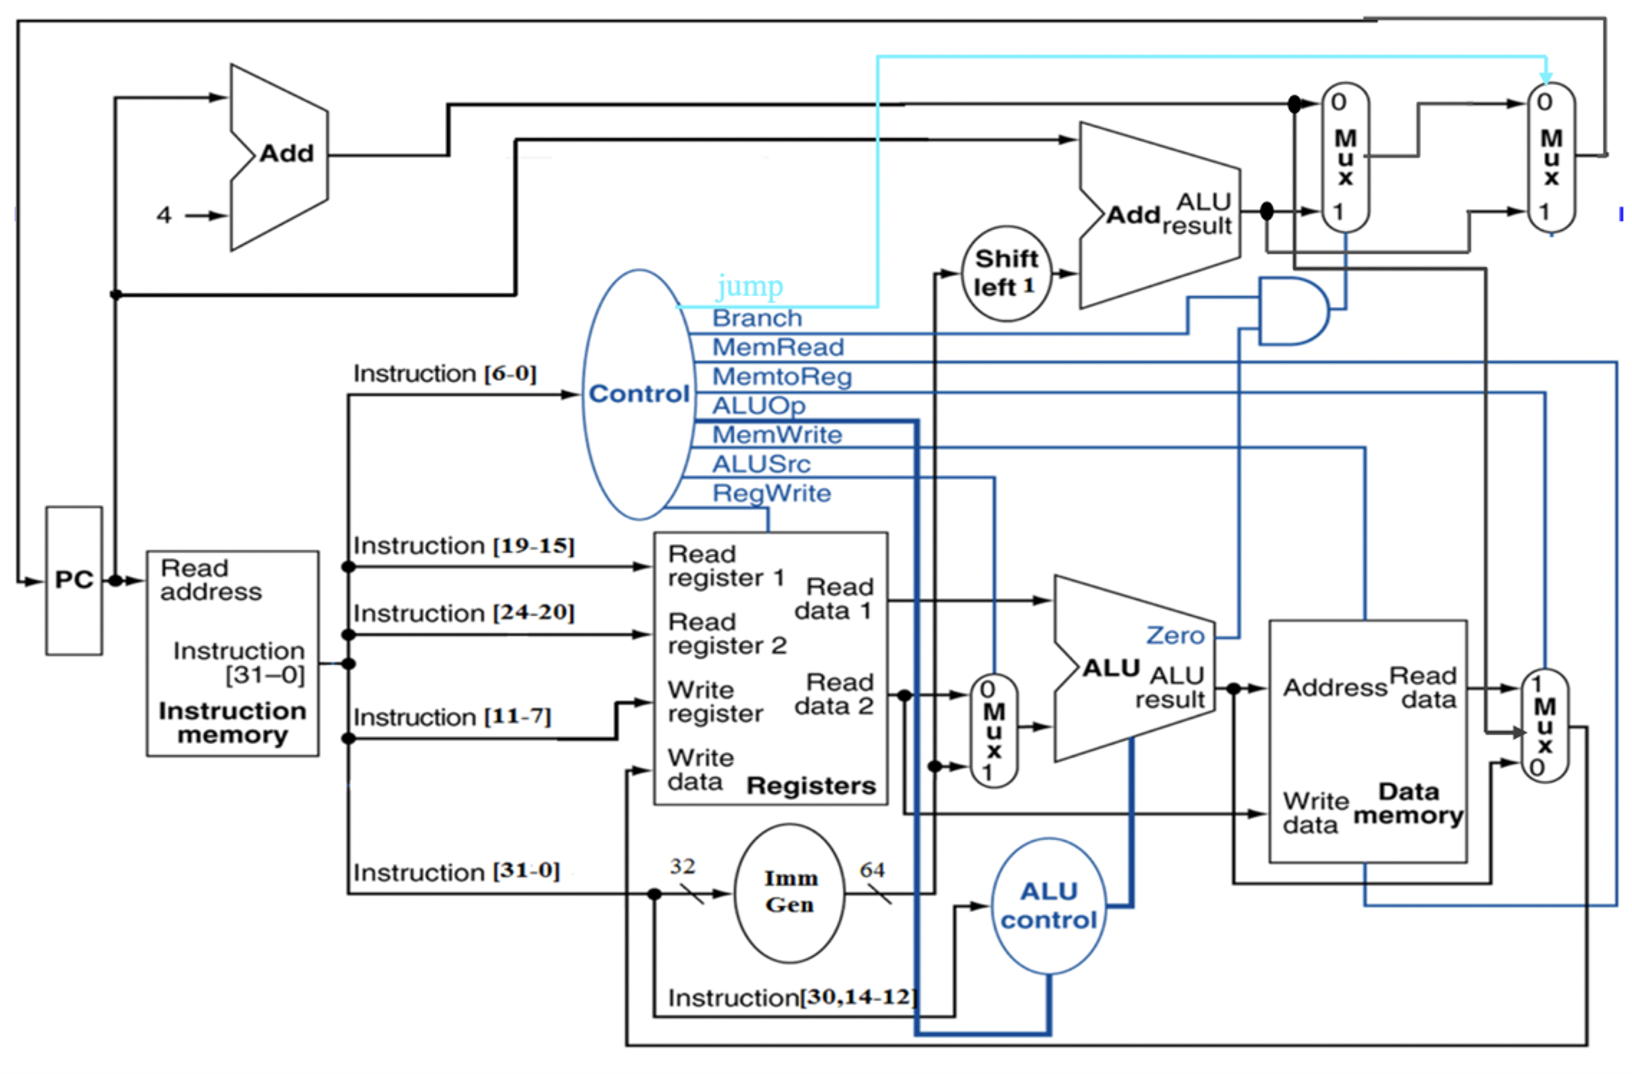 0
M
u
x
1
0
M
u
x
1
Add
4
Add
ALU
result
Shift
left 1
jump
Branch
MemRead
MemtoReg
ALUOp
MemWrite
ALUSrc
RegWrite
Control
Instruction [6-0]
Instruction [19-15]
Instruction [24-20]
Instruction [11-7]
Instruction [31-0]
PC
Read
address
Instruction
[31–0]
Instruction
memory
Read
register 1
Read
register 2
Write
register
Write
data
Read
data 1
Read
data 2
Registers
0
M
u
x
1
Zero
ALU
ALU
result
Address
Read
data
Write
data
Data
memory
1
M
u
x
0
32
Imm
Gen
64
ALU
control
Instruction[30,14-12]